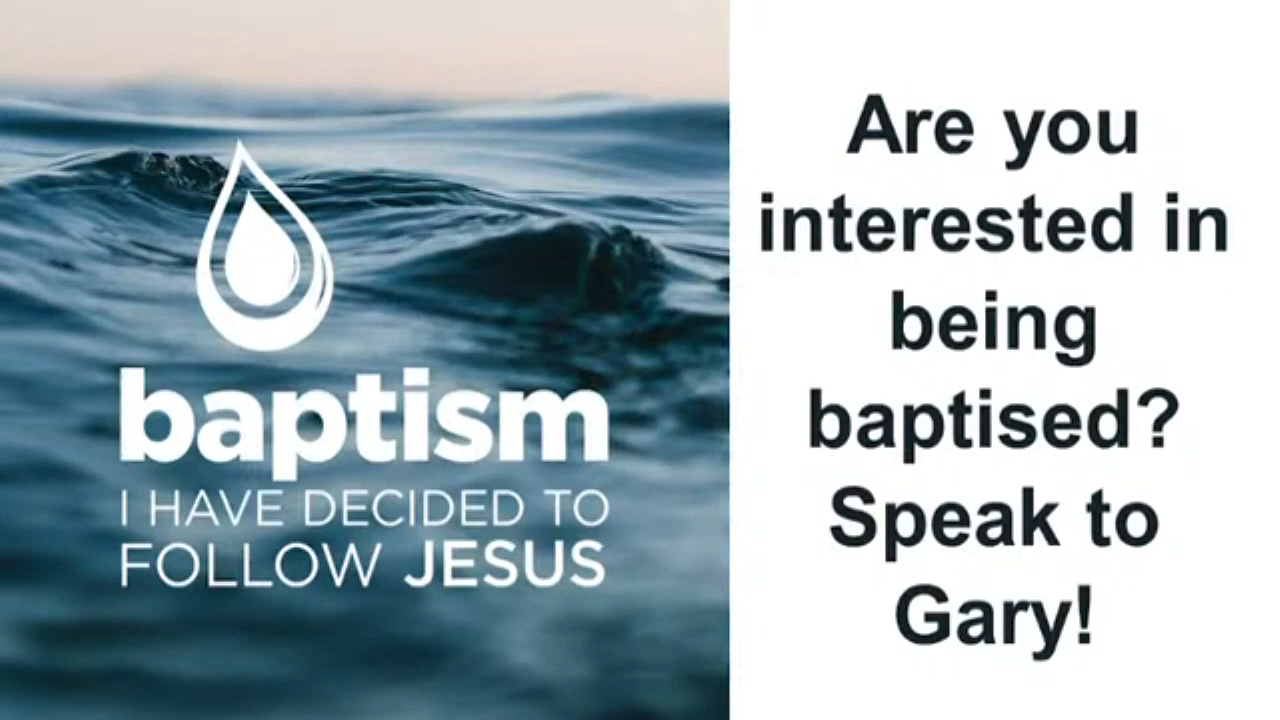 baptism
I HAVE DECIDED TO
FOLLOW JESUS
Are you
interested in
being
baptised?
Speak to
Gary!